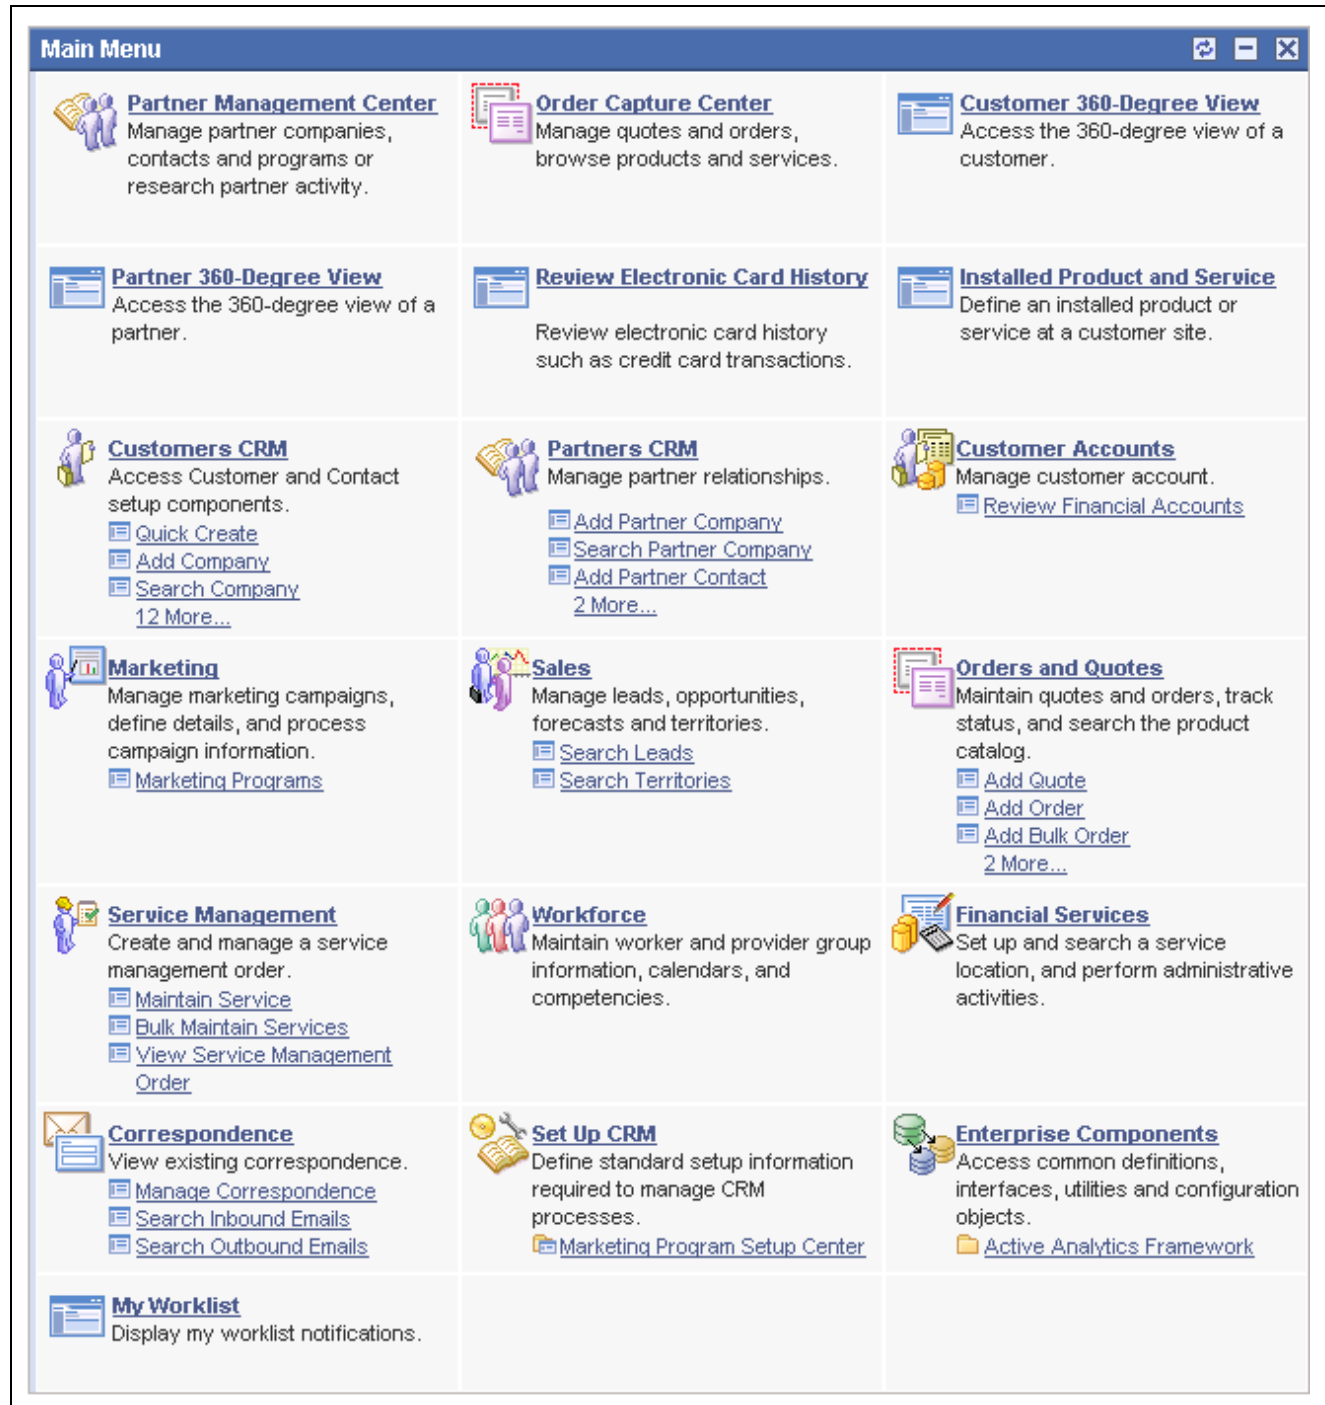 Main Menu
Partner Management Center
Manage partner companies,
contacts and programs or
research partner activity.
Order Capture Center
Manage quotes and orders,
browse products and services.
Customer 360-Degree View
Access the 360-degree view of a
customer.
Partner 360-Degree View
Access the 360-degree view of a
partner.
Review Electronic Card History
Review electronic card history
such as credit card transactions.
Installed Product and Service
Define an installed product or
service at a customer site.
Customers CRM
Access Customer and Contact
setup components.
Quick Create
Add Company
Search Company
12 More...
Partners CRM
Manage partner relationships.
Add Partner Company
Search Partner Company
Add Partner Contact
2 More...
Customer Accounts
Manage customer account.
Review Financial Accounts
Marketing
Manage marketing campaigns,
define details, and process
campaign information.
Marketing Programs
Sales
Manage leads, opportunities,
forecasts and territories.
Search Leads
Search Territories
Orders and Quotes
Maintain quotes and orders, track
status, and search the product
catalog.
Add Quote
Add Order
Add Bulk Order
2 More...
Service Management
Create and manage a service
management order.
Maintain Service
Bulk Maintain Services
View Service Management
Order
Workforce
Maintain worker and provider group
information, calendars, and
competencies.
Financial Services
Set up and search a service
location, and perform administrative
activities.
Correspondence
View existing correspondence.
Manage Correspondence
Search Inbound Emails
Search Outbound Emails
Set Up CRM
Define standard setup information
required to manage CRM
processes.
Marketing Program Setup Center
Enterprise Components
Access common definitions,
interfaces, utilities and configuration
objects.
Active Analytics Framework
My Worklist
Display my worklist notifications.